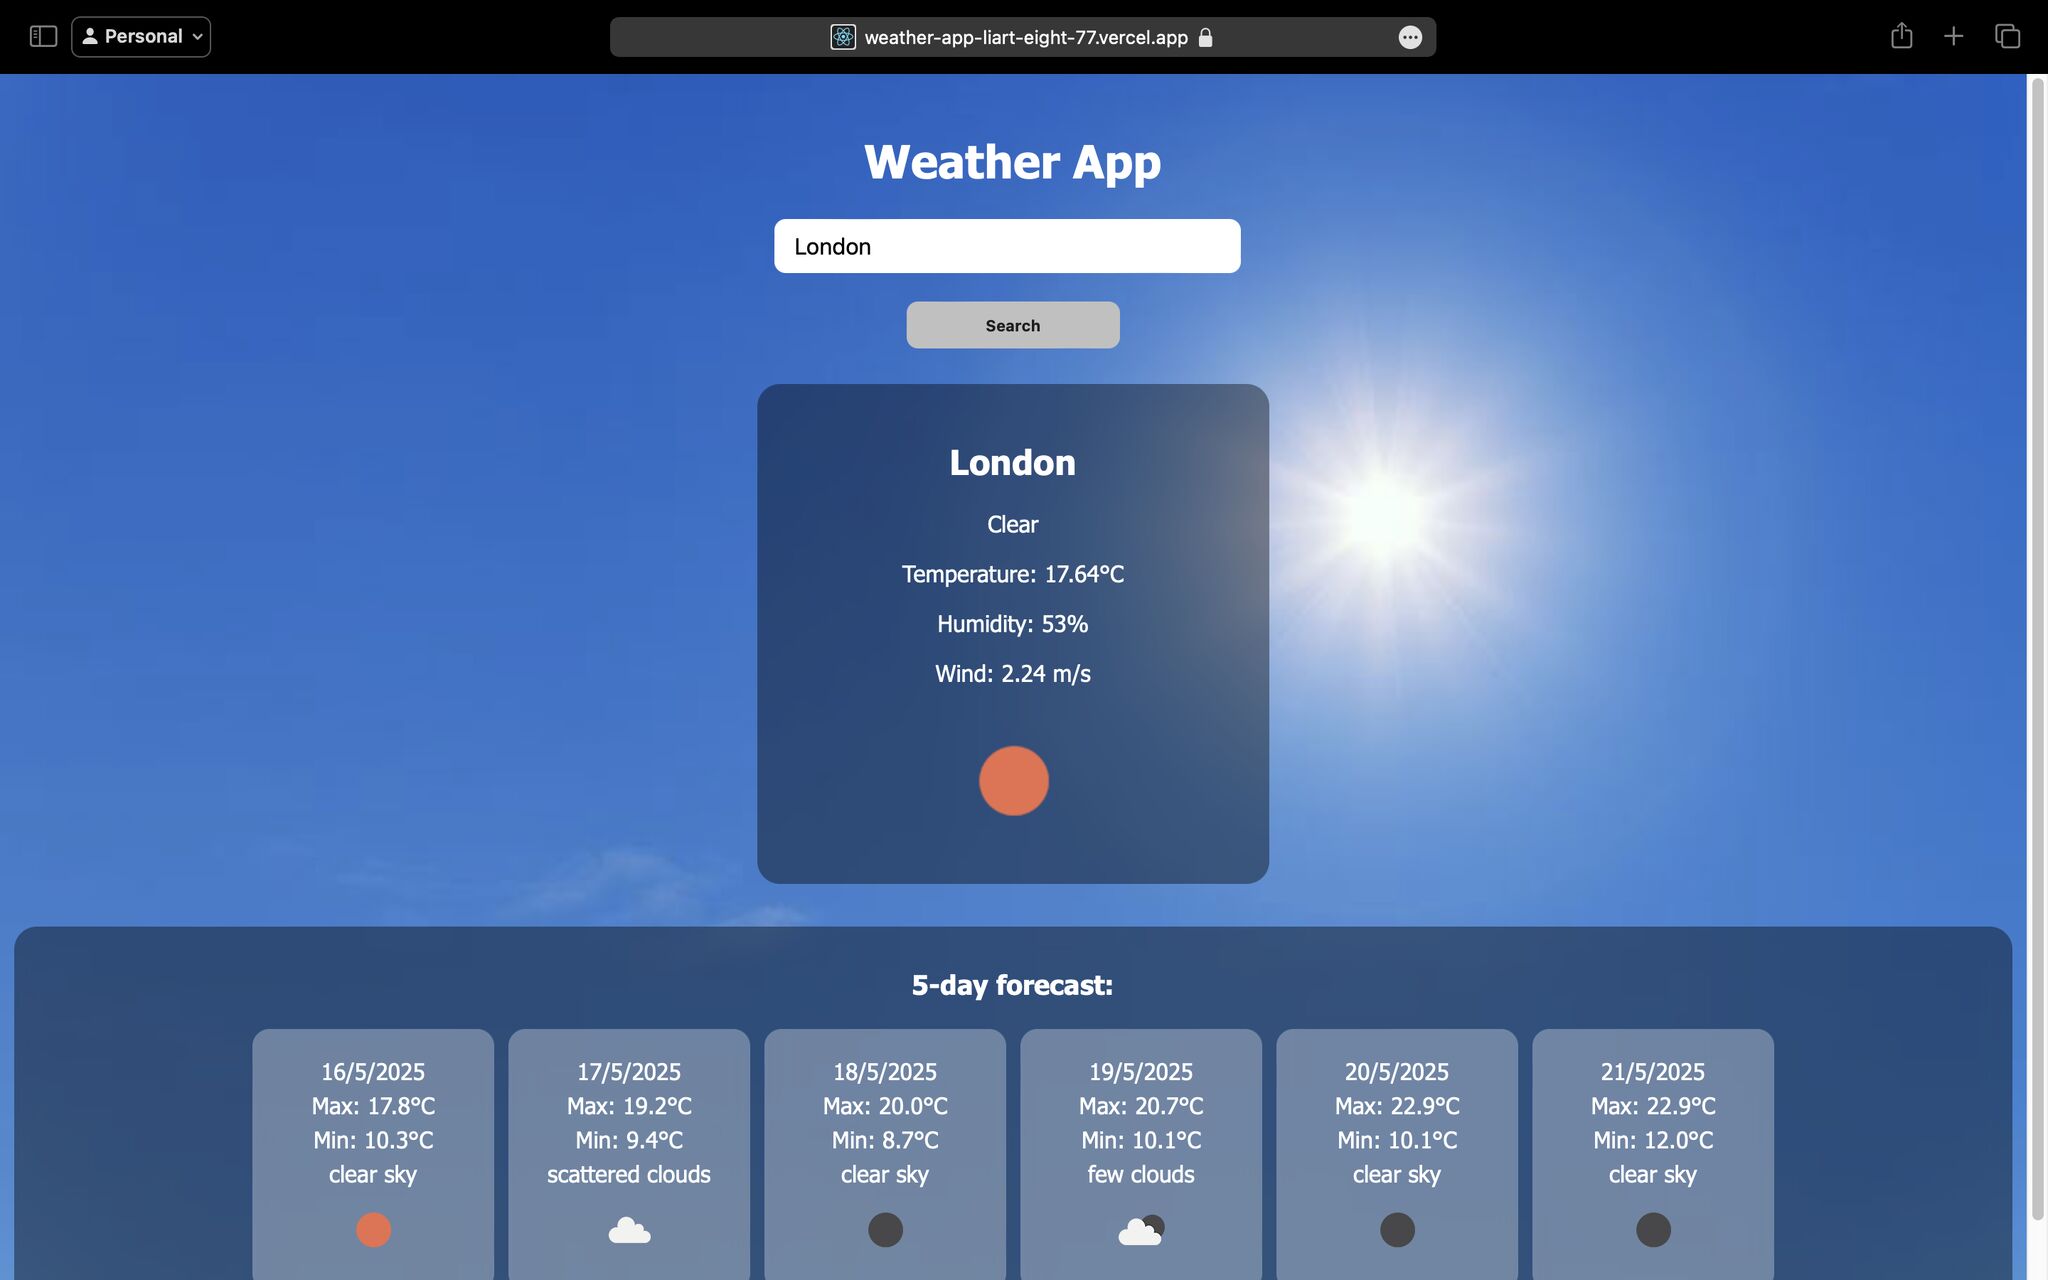 Personal
weather-app-liart-eight-77.vercel.app
Weather App
London
Search
London
Clear
Temperature: 17.64°C
Humidity: 53%
Wind: 2.24 m/s
5-day forecast:
16/5/2025
Max: 17.8°C
Min: 10.3°C
clear sky
17/5/2025
Max: 19.2°C
Min: 9.4°C
scattered clouds
18/5/2025
Max: 20.0°C
Min: 8.7°C
clear sky
19/5/2025
Max: 20.7°C
Min: 10.1°C
few clouds
20/5/2025
Max: 22.9°C
Min: 10.1°C
clear sky
21/5/2025
Max: 22.9°C
Min: 12.0°C
clear sky